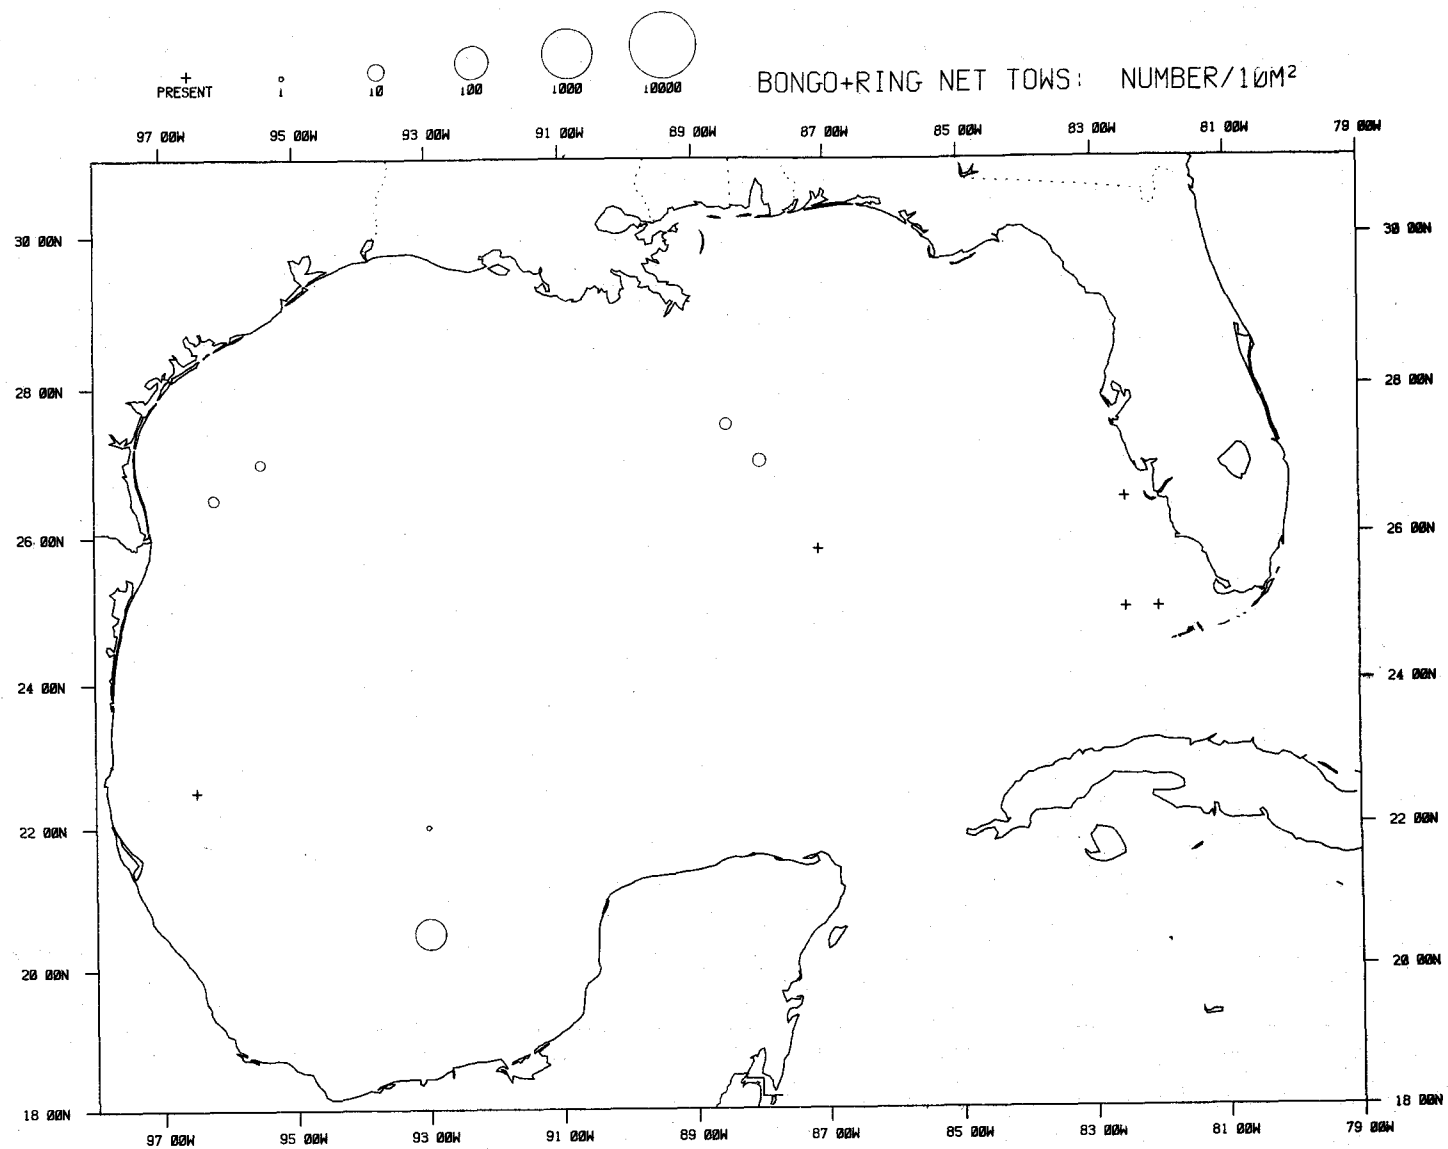 BONGO+RING NET TOWS: NUMBER/10M²
PRESENT 1 10 100 1000 10000
97 00W 95 00W 93 00W 91 00W 89 00W 87 00W 85 00W 83 00W 81 00W 79 00W
30 00N 30 00N
28 00N 28 00N
26 00N 26 00N
24 00N 24 00N
22 00N 22 00N
20 00N 20 00N
18 00N 18 00N
97 00W 95 00W 93 00W 91 00W 89 00W 87 00W 85 00W 83 00W 81 00W 79 00W